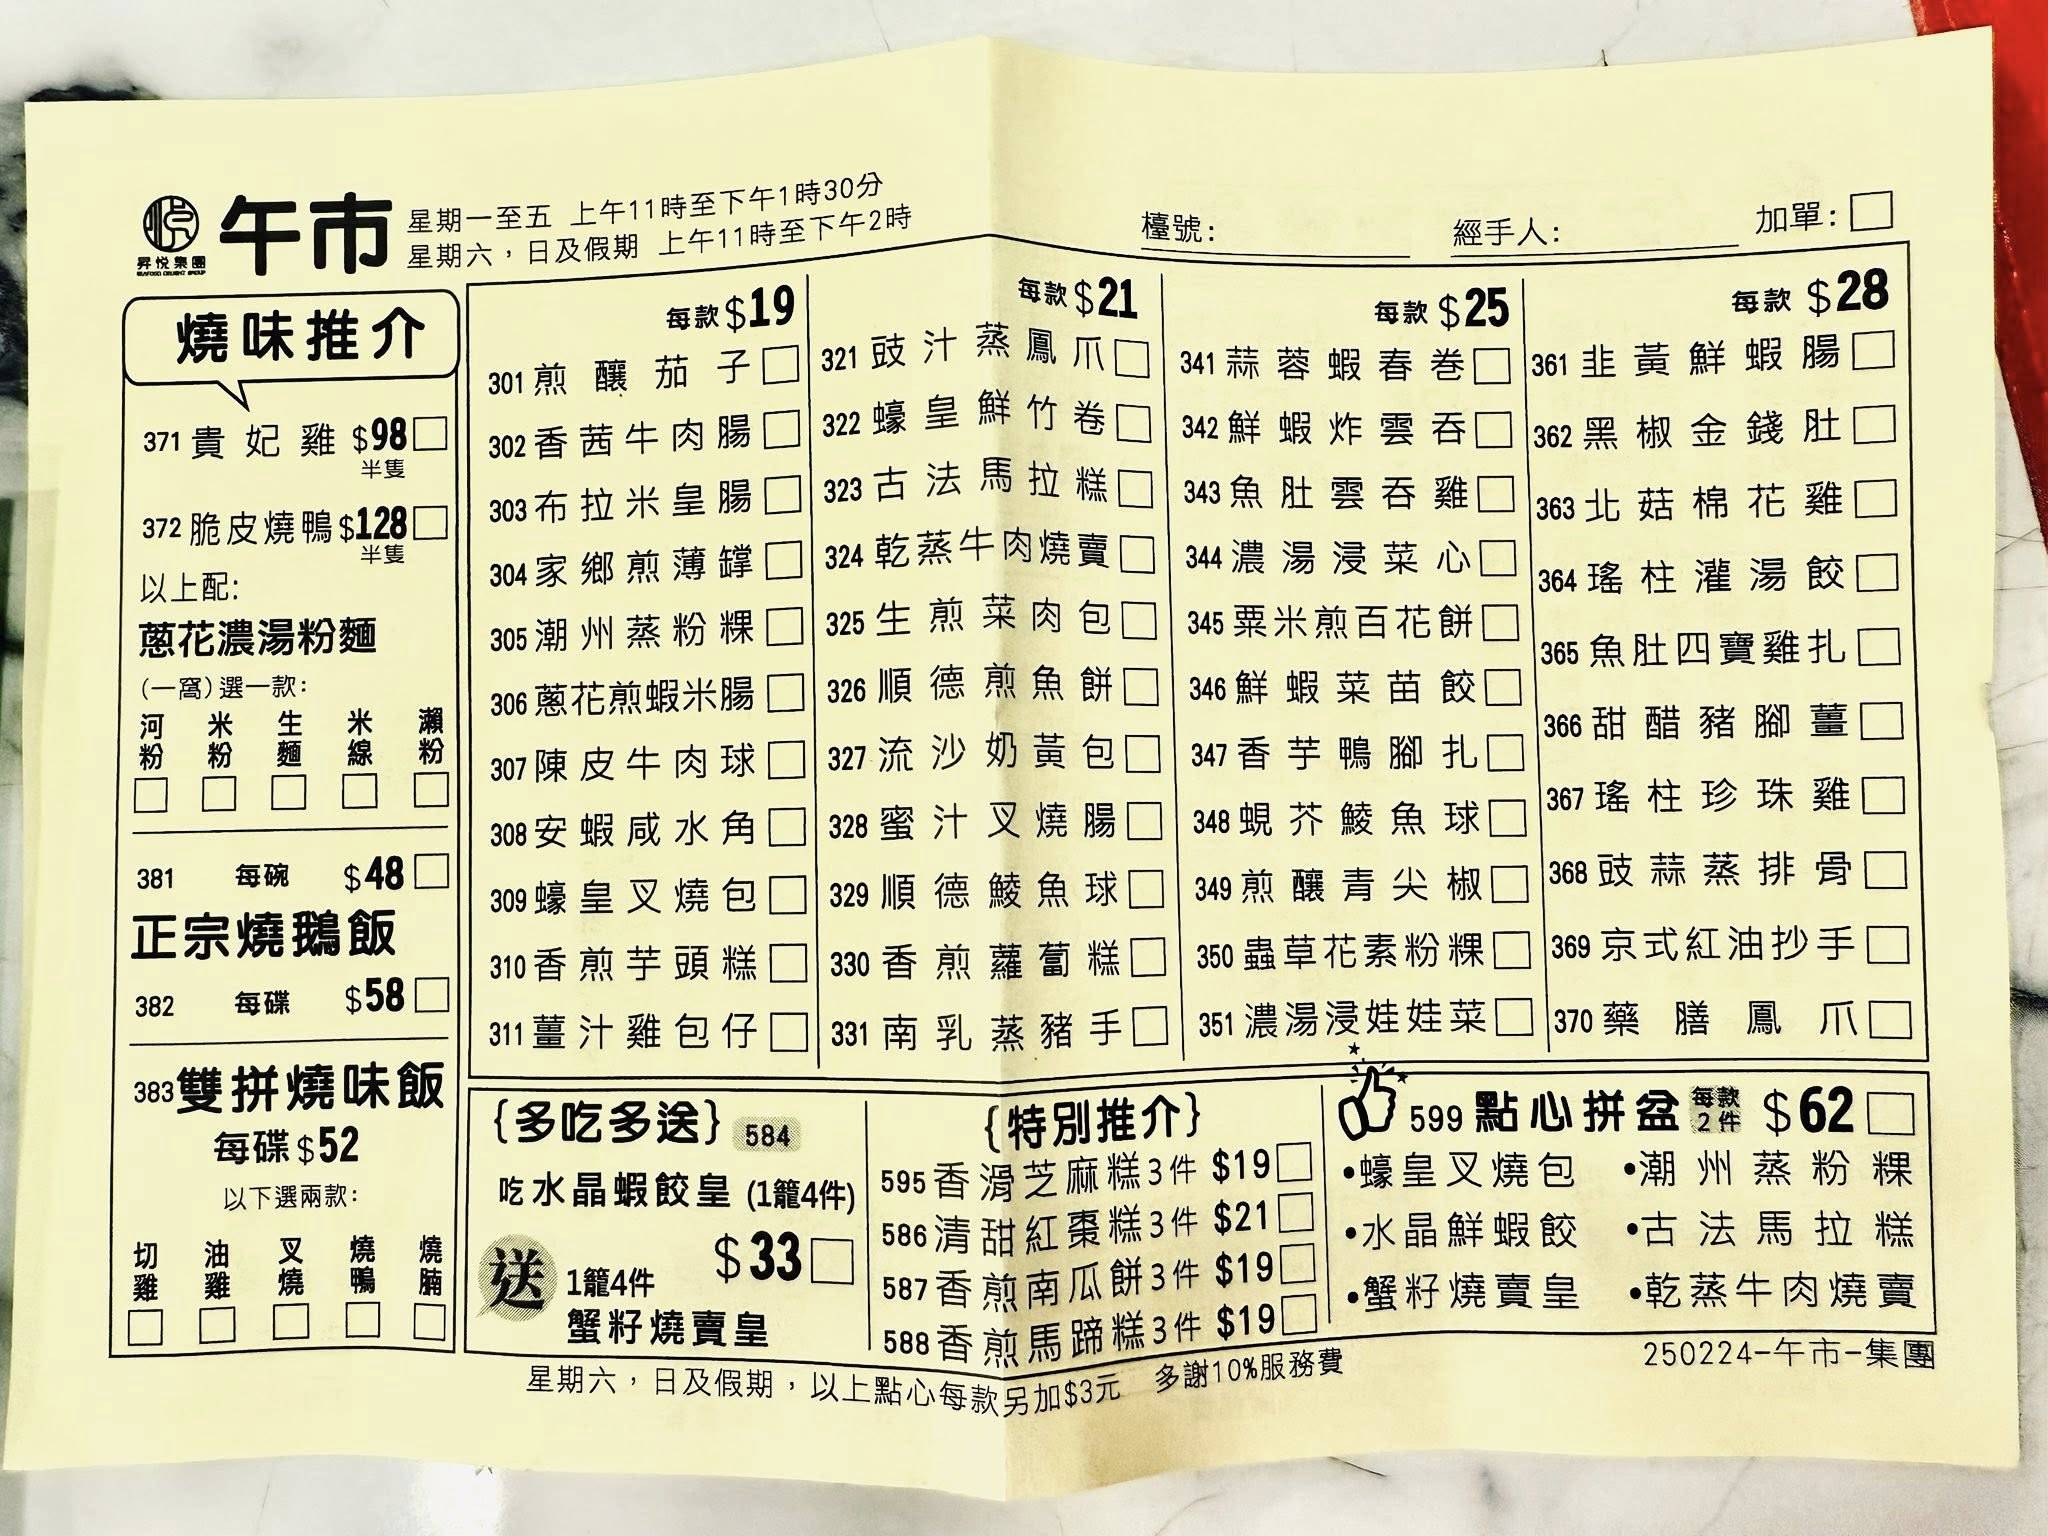 昇悅集團
SEAFOOD DELIGHT GROUP
午市
星期一至五 上午11時至下午1時30分
星期六，日及假期 上午11時至下午2時
檯號：
經手人：
加單：
燒味推介
371 貴妃雞 $98
半隻
372 脆皮燒鴨 $128
半隻
以上配：
蔥花濃湯粉麵
(一窩)選一款：
河粉 米粉 生麵 米線 瀨粉
381 每碗 $48
正宗燒鵝飯
382 每碟 $58
383 雙拼燒味飯
每碟 $52
以下選兩款：
切雞 油雞 叉燒 燒鴨 燒腩
每款 $19
301 煎釀茄子
302 香茜牛肉腸
303 布拉米皇腸
304 家鄉煎薄罉
305 潮州蒸粉粿
306 蔥花煎蝦米腸
307 陳皮牛肉球
308 安蝦咸水角
309 蠔皇叉燒包
310 香煎芋頭糕
311 薑汁雞包仔
每款 $21
321 豉汁蒸鳳爪
322 蠔皇鮮竹卷
323 古法馬拉糕
324 乾蒸牛肉燒賣
325 生煎菜肉包
326 順德煎魚餅
327 流沙奶黃包
328 蜜汁叉燒腸
329 順德鯪魚球
330 香煎蘿蔔糕
331 南乳蒸豬手
每款 $25
341 蒜蓉蝦春卷
342 鮮蝦炸雲吞
343 魚肚雲吞雞
344 濃湯浸菜心
345 粟米煎百花餅
346 鮮蝦菜苗餃
347 香芋鴨腳扎
348 蜆芥鯪魚球
349 煎釀青尖椒
350 蟲草花素粉粿
351 濃湯浸娃娃菜
每款 $28
361 韭黃鮮蝦腸
362 黑椒金錢肚
363 北菇棉花雞
364 瑤柱灌湯餃
365 魚肚四寶雞扎
366 甜醋豬腳薑
367 瑤柱珍珠雞
368 豉蒜蒸排骨
369 京式紅油抄手
370 藥膳鳳爪
{多吃多送} 584
吃水晶蝦餃皇 (1籠4件)
$33
送 1籠4件
蟹籽燒賣皇
{特別推介}
595 香滑芝麻糕3件 $19
586 清甜紅棗糕3件 $21
587 香煎南瓜餅3件 $19
588 香煎馬蹄糕3件 $19
599 點心拼盆 每款2件 $62
•蠔皇叉燒包 •潮州蒸粉粿
•水晶鮮蝦餃 •古法馬拉糕
•蟹籽燒賣皇 •乾蒸牛肉燒賣
星期六，日及假期，以上點心每款另加$3元 多謝10%服務費
250224-午市-集團